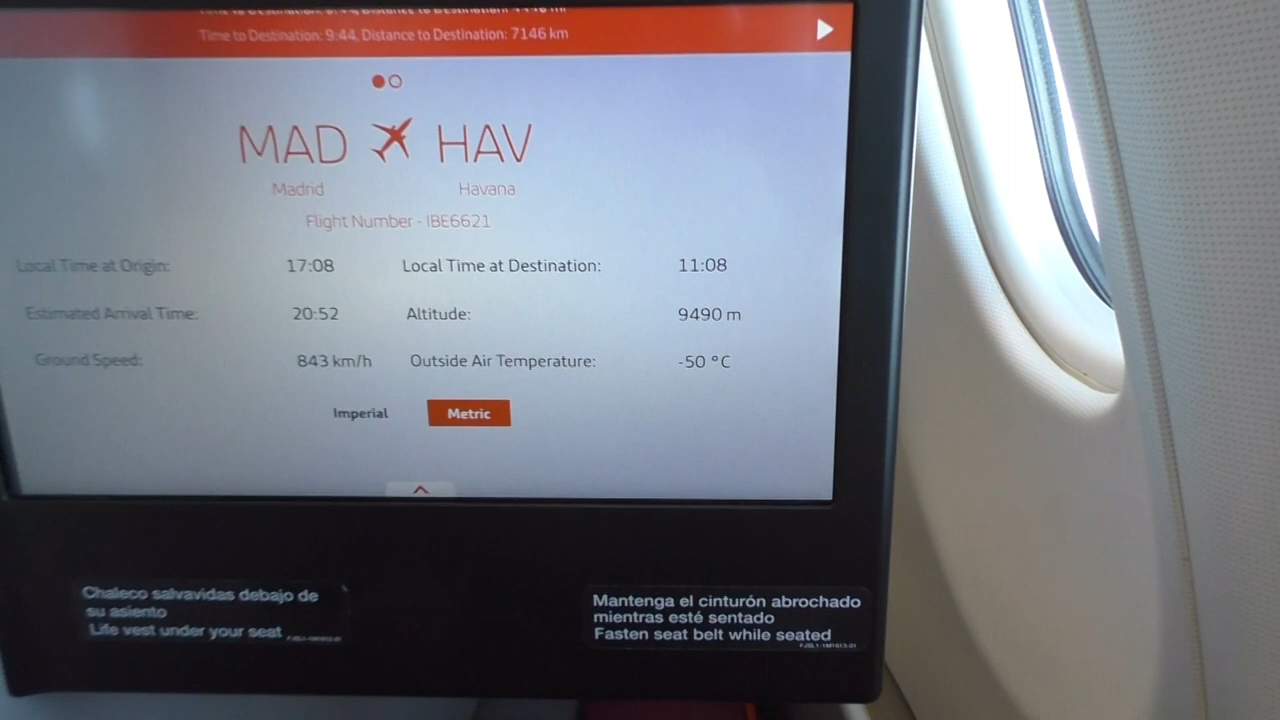 Time to Destination: 9:44, Distance to Destination: 7146 km
MAD HAV
Madrid Havana
Flight Number - IBE6621
Local Time at Origin: 17:08 Local Time at Destination: 11:08
Estimated Arrival Time: 20:52 Altitude: 9490 m
Ground Speed: 843 km/h Outside Air Temperature: -50 °C
Imperial Metric
Chaleco salvavidas debajo de
su asiento
Life vest under your seat
Mantenga el cinturón abrochado
mientras esté sentado
Fasten seat belt while seated